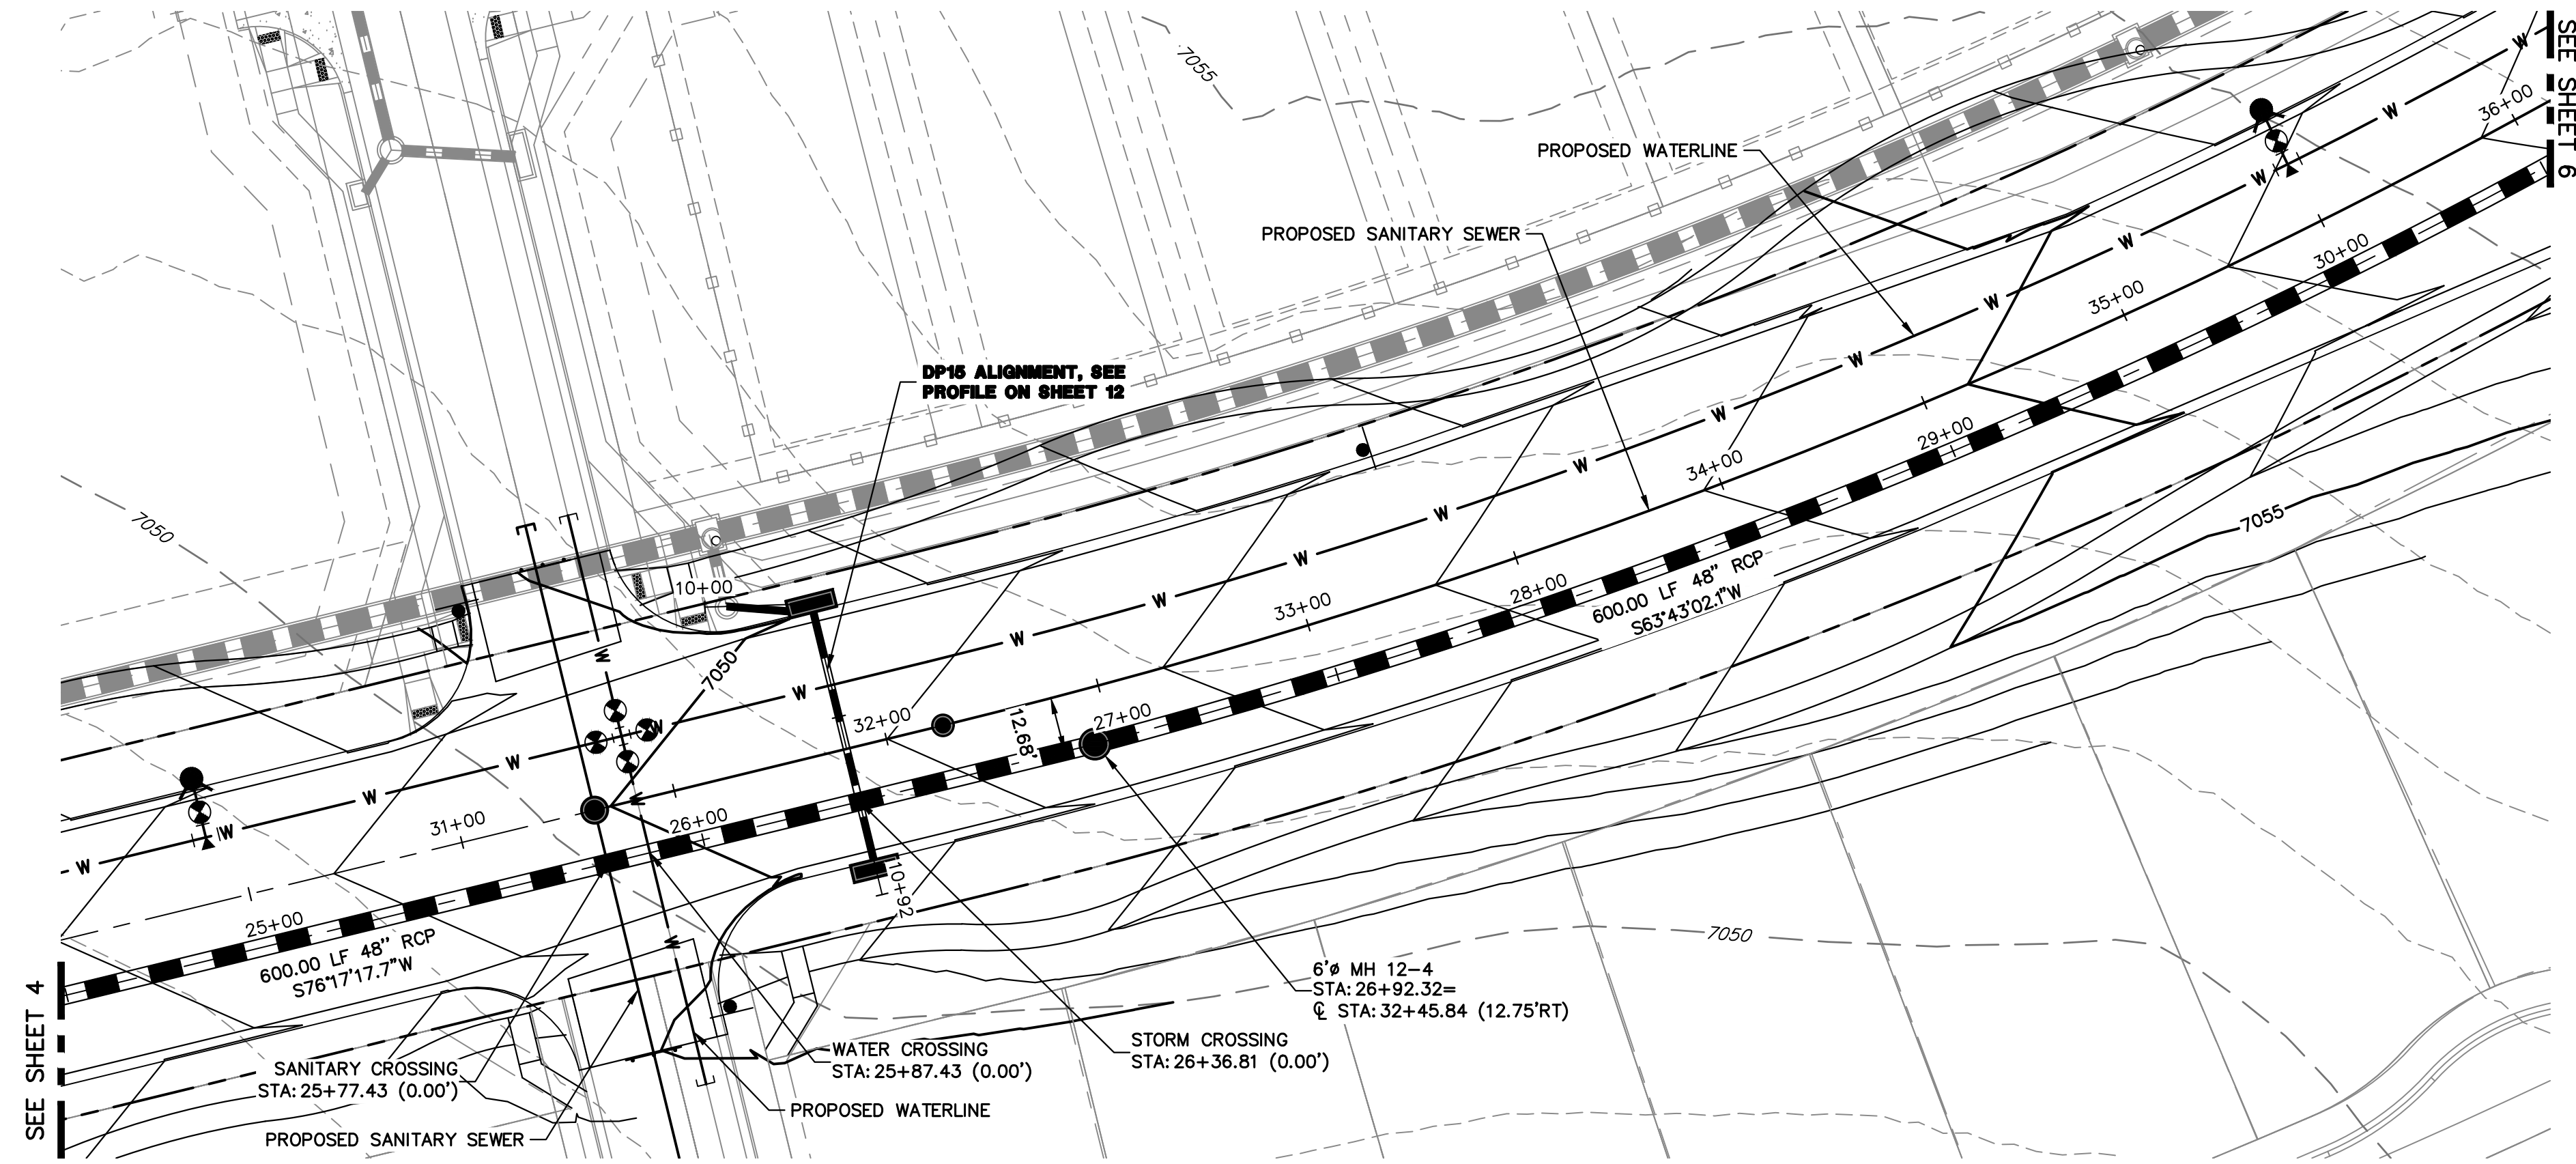 SEE SHEET 6
7055
36+00
PROPOSED WATERLINE
W
W
W
PROPOSED SANITARY SEWER
W
30+00
W
35+00
W
DP15 ALIGNMENT, SEE
PROFILE ON SHEET 12
W
29+00
W
34+00
W
7050
W
7055
W
10+00
28+00
600.00 LF 48" RCP
S63°43'02.1"W
W
33+00
W
W
7050
W
32+00
27+00
12.68'
W
W
W
W
W
31+00
26+00
W
10+92
25+00
600.00 LF 48" RCP
S76°17'17.7"W
W
7050
SEE SHEET 4
6'ø MH 12-4
STA: 26+92.32=
℄ STA: 32+45.84 (12.75'RT)
STORM CROSSING
STA: 26+36.81 (0.00')
WATER CROSSING
STA: 25+87.43 (0.00')
SANITARY CROSSING
STA: 25+77.43 (0.00')
PROPOSED WATERLINE
PROPOSED SANITARY SEWER